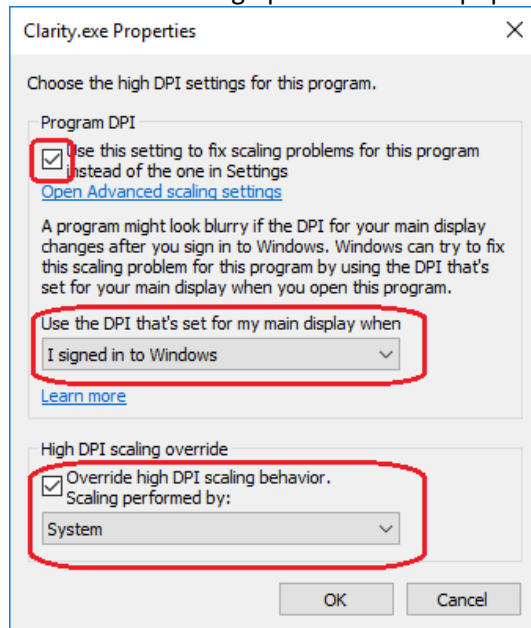 Clarity.exe Properties
Choose the high DPI settings for this program.
Program DPI
Use this setting to fix scaling problems for this program
instead of the one in Settings
Open Advanced scaling settings
A program might look blurry if the DPI for your main display
changes after you sign in to Windows. Windows can try to fix
this scaling problem for this program by using the DPI that's
set for your main display when you open this program.
Use the DPI that's set for my main display when
I signed in to Windows
Learn more
High DPI scaling override
Override high DPI scaling behavior.
Scaling performed by:
System
OK Cancel